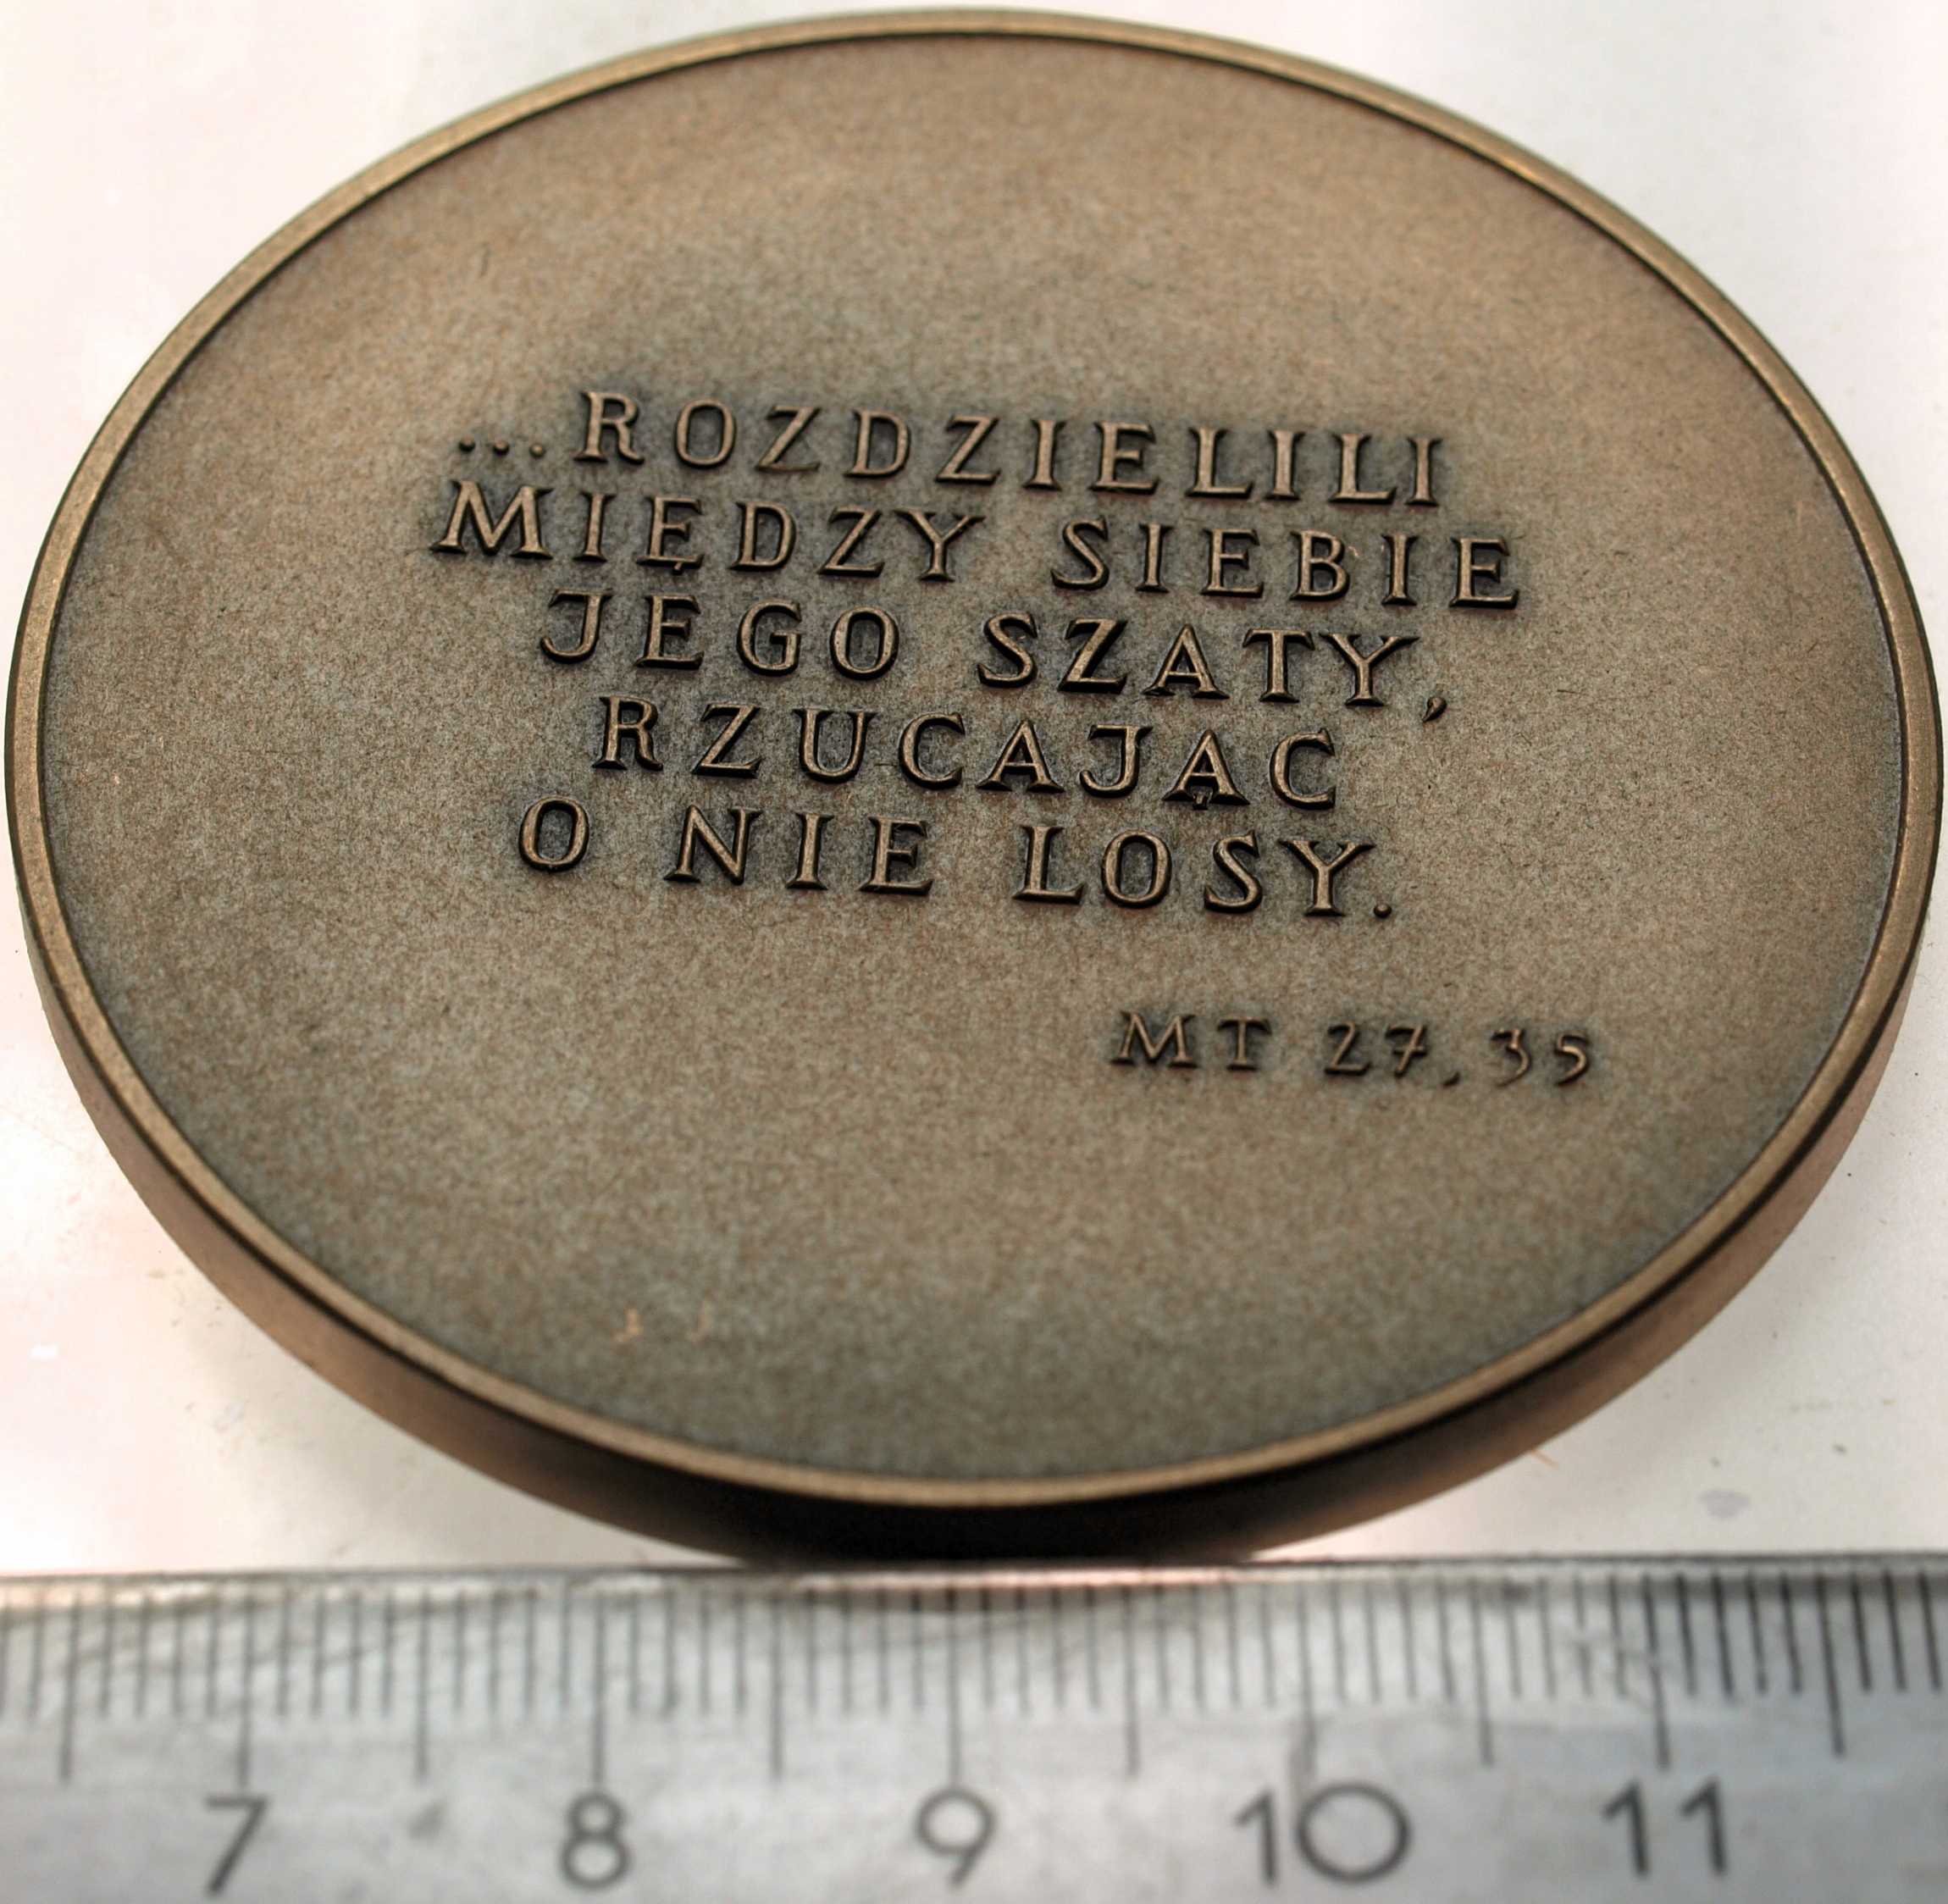 ...ROZDZIELILI
MIĘDZY SIEBIE
JEGO SZATY,
RZUCAJĄC
O NIE LOSY.
MT 27,35
7 8 9 10 11